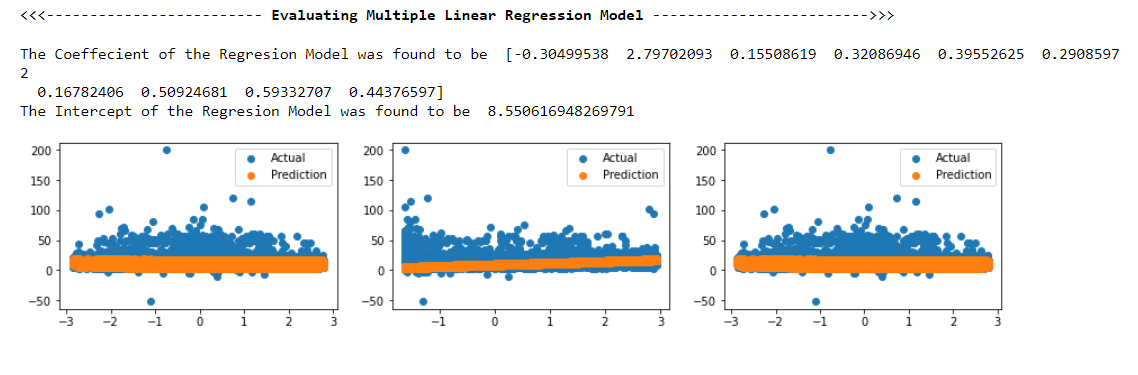 <<<------------------------- Evaluating Multiple Linear Regression Model ------------------------->>>
The Coeffecient of the Regresion Model was found to be  [-0.30499538  2.79702093  0.15508619  0.32086946  0.39552625  0.2908597
2
  0.16782406  0.50924681  0.59332707  0.44376597]
The Intercept of the Regresion Model was found to be  8.550616948269791
200
150
100
50
0
−50
−3 −2 −1 0 1 2 3
Actual
Prediction
200
150
100
50
0
−50
−1 0 1 2 3
Actual
Prediction
200
150
100
50
0
−50
−3 −2 −1 0 1 2 3
Actual
Prediction